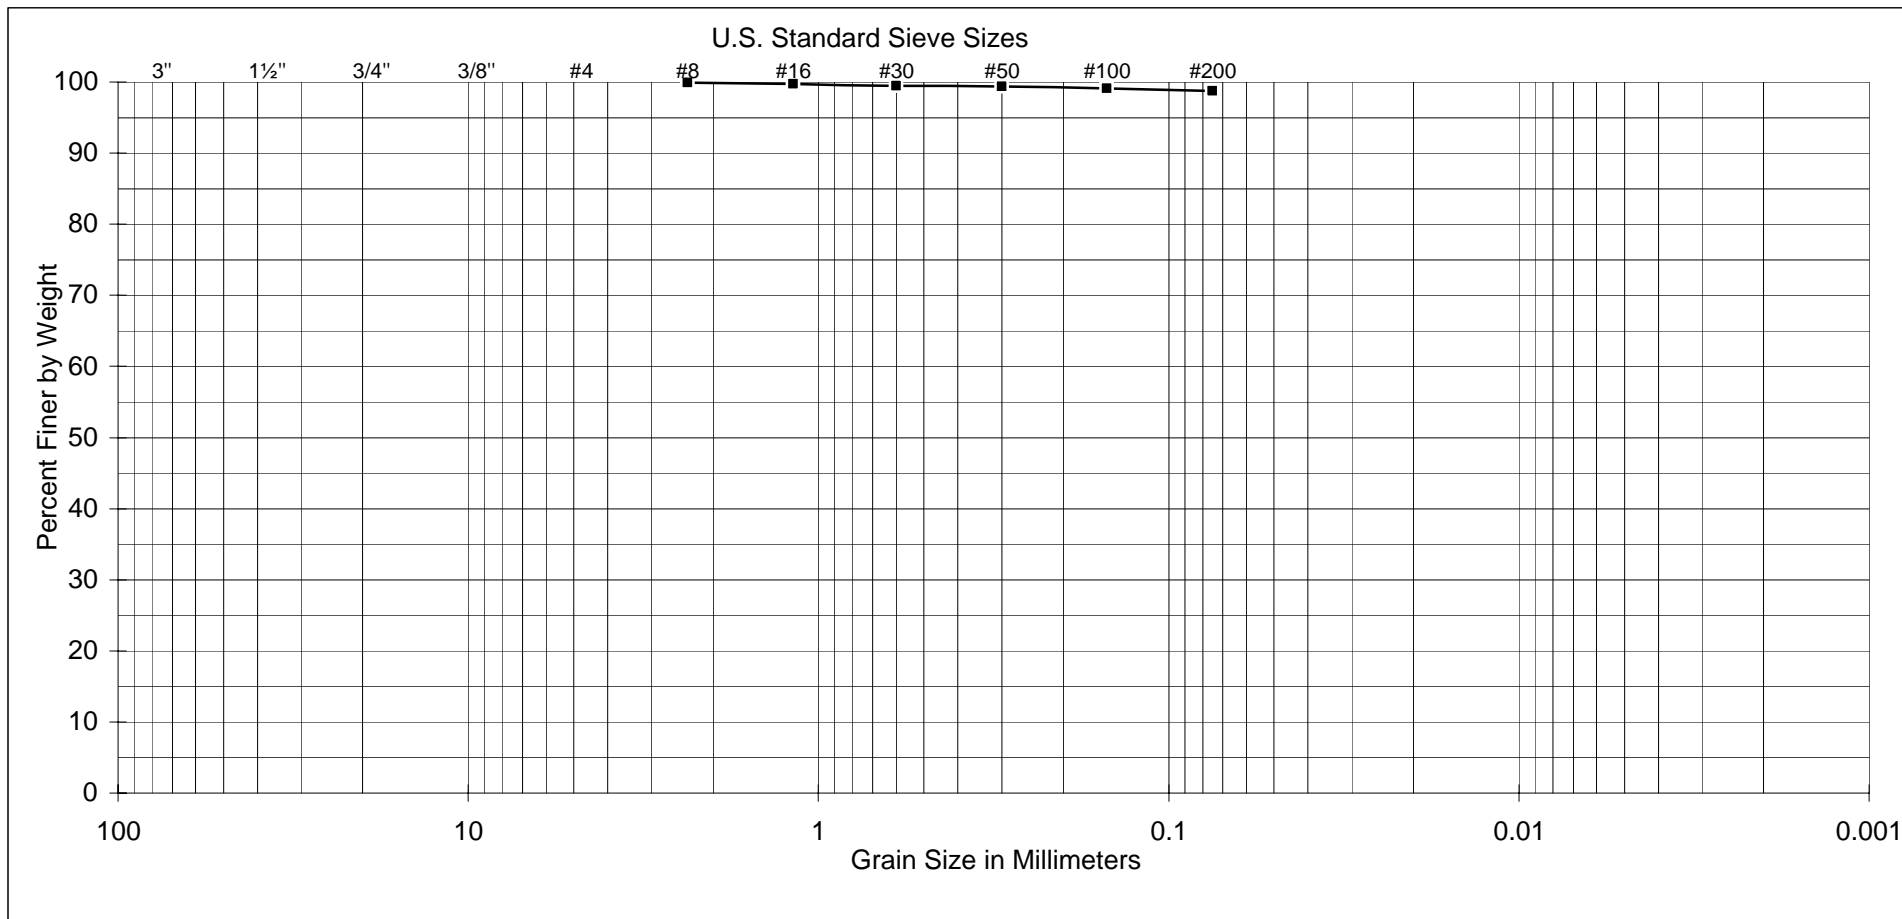 U.S. Standard Sieve Sizes
3" 1½" 3/4" 3/8" #4 #8 #16 #30 #50 #100 #200
100
90
80
70
60
50
40
30
20
10
0
Percent Finer by Weight
100 10 1 0.1 0.01 0.001
Grain Size in Millimeters